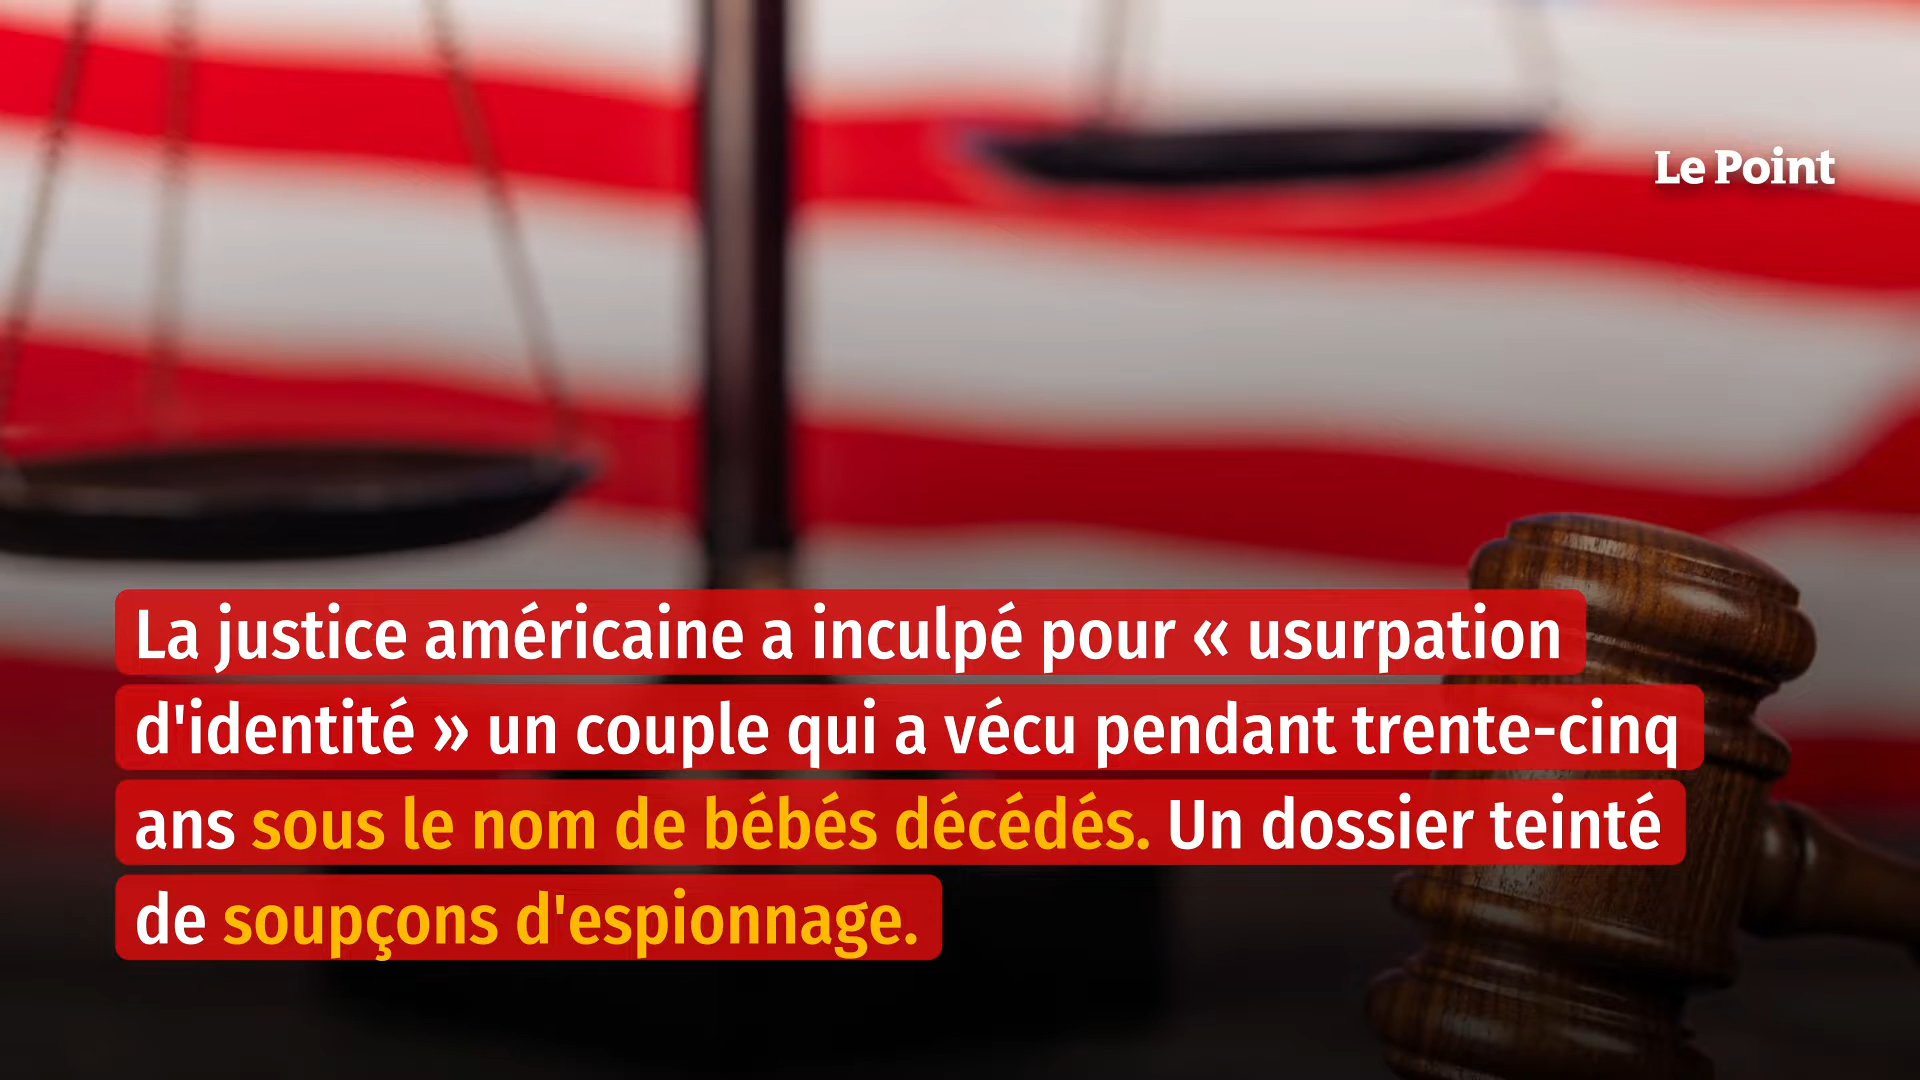 Le Point
La justice américaine a inculpé pour « usurpation
d'identité » un couple qui a vécu pendant trente-cinq
ans sous le nom de bébés décédés. Un dossier teinté
de soupçons d'espionnage.